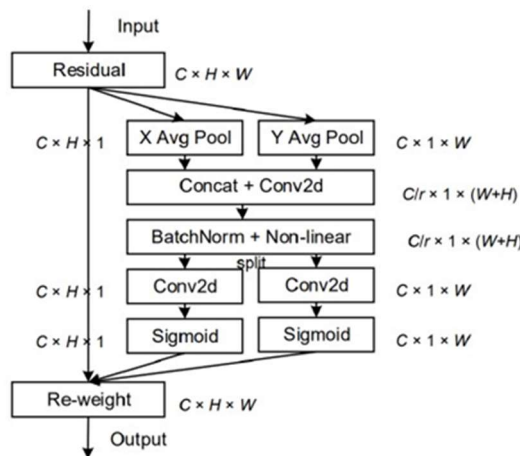 Input
Residual
C × H × W
C × H × 1
X Avg Pool
Y Avg Pool
C × 1 × W
Concat + Conv2d
C/r × 1 × (W+H)
BatchNorm + Non-linear
C/r × 1 × (W+H)
split
C × H × 1
Conv2d
Conv2d
C × 1 × W
C × H × 1
Sigmoid
Sigmoid
C × 1 × W
Re-weight
C × H × W
Output